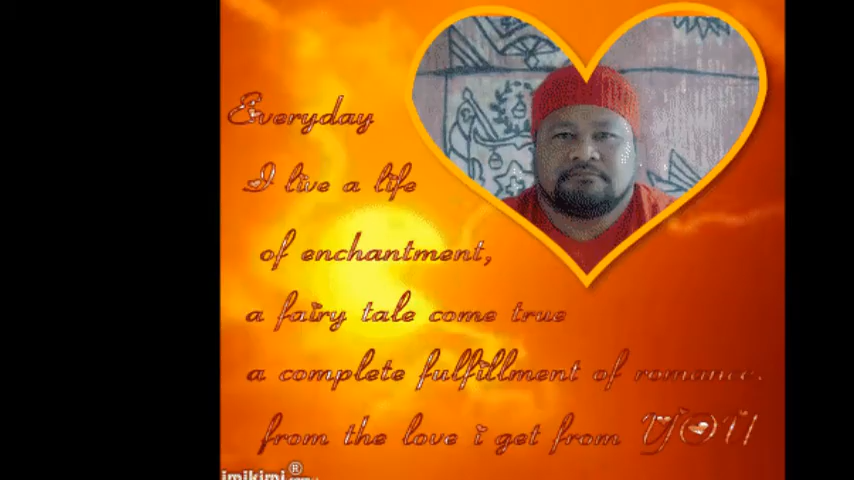 Everyday
I live a life
of enchantment,
a fairy tale come true
a complete fulfillment of romance.
from the love i get from YOU
imikimi®